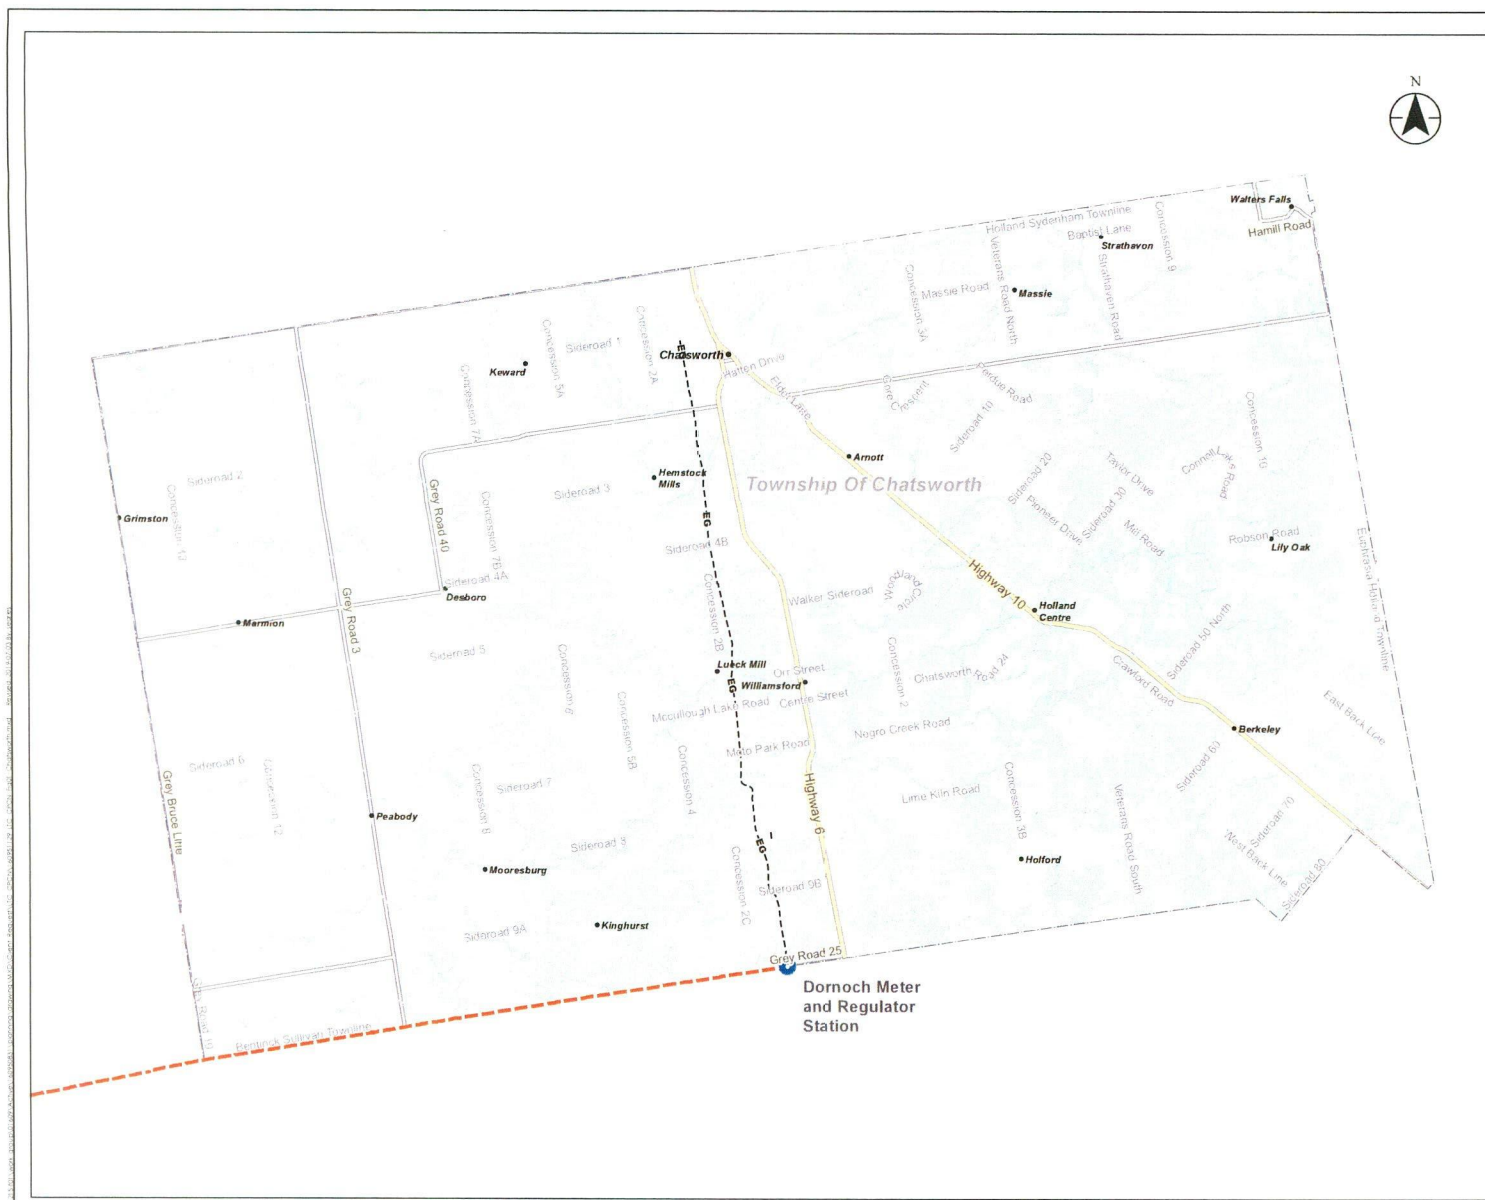 N
Walters Falls
Hamill Road
Holland Sydenham Townline
Baptist Lane
Strathavon
Concession 9
Veterans Road North
Strathaven Road
Massie Road
Massie
Concession 3A
Concession 2A
Sideroad 1
Concession 5A
Keward
Concession 7A
EG
Chatsworth
Hatten Drive
Elder Lane
Gore
Crescent
Perdue Road
Sideroad 10
Concession 10
Arnott
Township Of Chatsworth
Hemstock
Mills
Sideroad 3
Sideroad 2
Grimston
Grey Road 40
Concession 7B
EG
Sideroad 4B
Sideroad 20
Pioneer Drive
Sideroad 30
Taylor Drive
Mill Road
Connell Lake
Road
Robson Road
Lily Oak
Sideroad 4A
Desboro
Marmion
Grey Road 3
Concession 2B
Walker Sideroad
Woodland Circle
Highway 10
Holland
Centre
Sideroad 50 North
Sideroad 5
Concession 6
Lueck Mill
EG
Williamsford
Orr Street
Centre Street
Concession 2
Chatsworth
Road 24
Crawford Road
Concession 5B
Mccullough Lake Road
Negro Creek Road
Moto Park Road
East Back Line
Berkeley
Sideroad 60
Sideroad 6
Concession 12
Grey Bruce Line
Concession 8
Sideroad 7
Concession 4
Highway 6
Lime Kiln Road
Concession 3B
Veterans Road South
Sideroad 70
West Back Line
Sideroad 80
Peabody
Sideroad 8
EG
Mooresburg
Concession 2C
Sideroad 9B
Holford
Sideroad 9A
Kinghurst
Grey Road 25
Dornoch Meter
and Regulator
Station
Bentinck Sullivan Townline